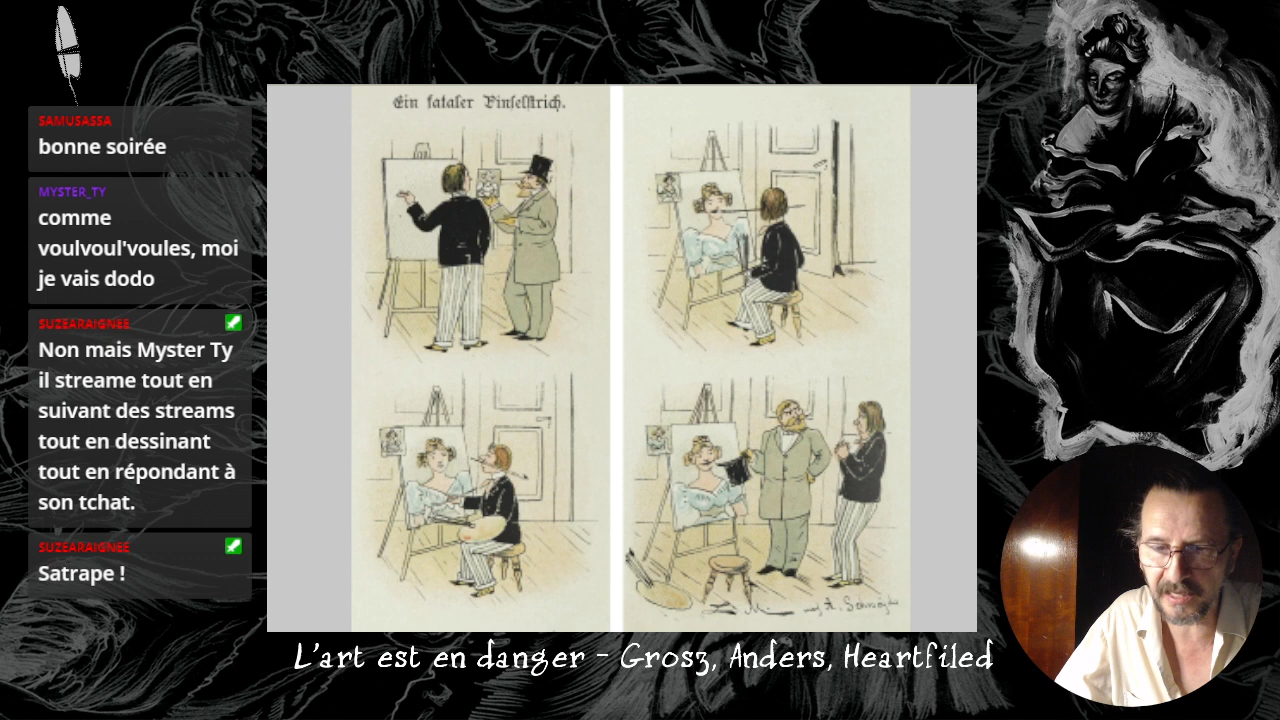 SAMUSASSA
bonne soirée
MYSTER_TY
comme
voulvoul'voules, moi
je vais dodo
SUZEARAIGNEE
Non mais Myster Ty
il streame tout en
suivant des streams
tout en dessinant
tout en répondant à
son tchat.
SUZEARAIGNEE
Satrape !
Ein fataler Pinselstrich.
L'art est en danger - Grosz, Anders, Heartfiled